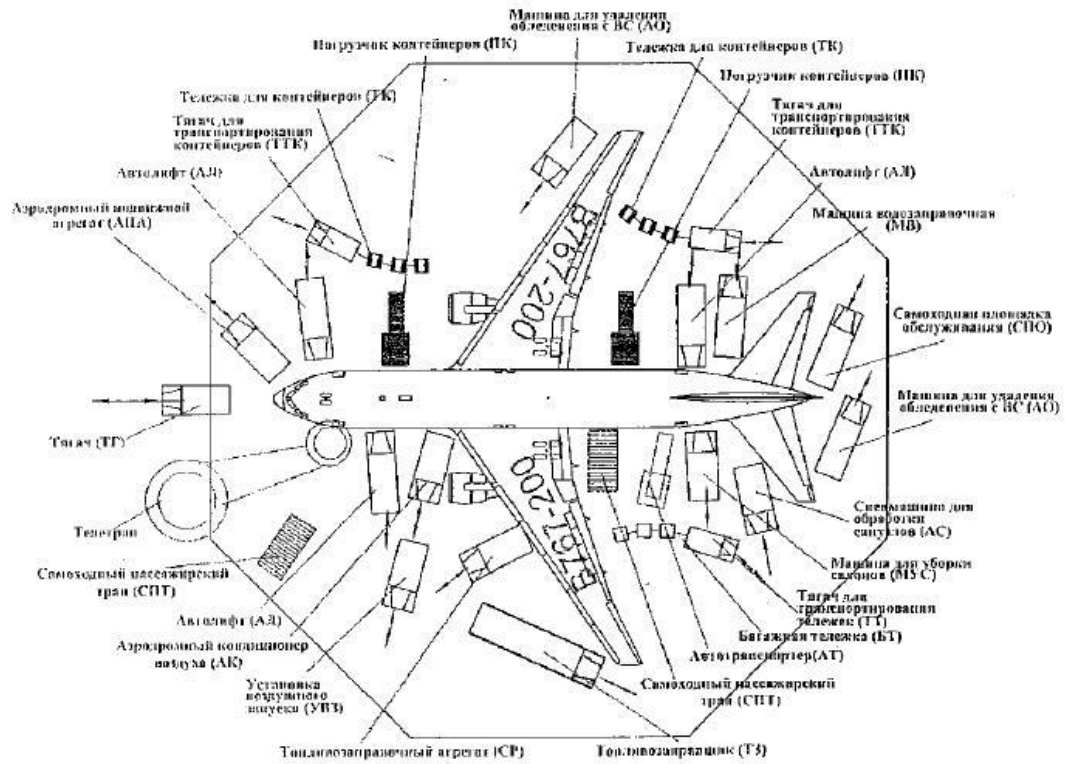 Машина для удаления
обледенения с ВС (АО)
Погрузчик контейнеров (ПК)
Тележка для контейнеров (ТК)
Погрузчик контейнеров (ПК)
Тележка для контейнеров (ТК)
Тягач для
транспортирования
контейнеров (ТТК)
Тягач для
транспортирования
контейнеров (ТТК)
Автолифт (АЛ)
Автолифт (АЛ)
Аэродромный подвижной
агрегат (АПА)
Машина водозаправочная
(МВ)
B767-200
Самоходная площадка
обслуживания (СПО)
Машина для удаления
обледенения с ВС (АО)
Тягач (ТГ)
B767-200
Телетрап
Спецмашина для
обработки
санузлов (АС)
Самоходный пассажирский
трап (СПТ)
Машина для уборки
салонов (МУС)
Автолифт (АЛ)
Тягач для
транспортирования
тележек (ТТ)
Аэродромный кондиционер
воздуха (АК)
Багажная тележка (БТ)
Автотранспортер(АТ)
Установка
воздушного
запуска (УВЗ)
Самоходный пассажирский
трап (СПТ)
Топливозаправочный агрегат (СР)
Топливозаправщик (ТЗ)